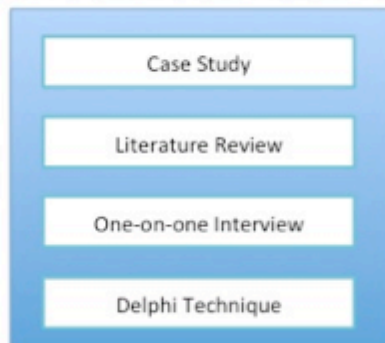 Case Study
Literature Review
One-on-one Interview
Delphi Technique